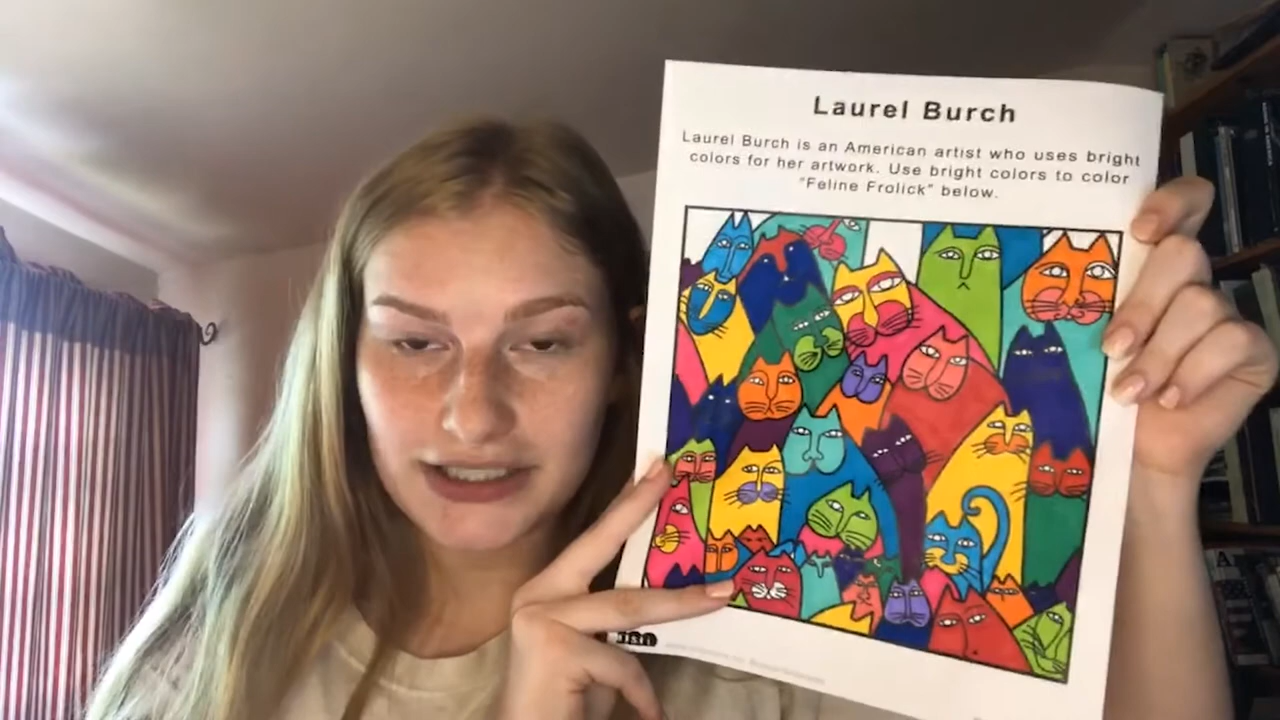 Laurel Burch
Laurel Burch is an American artist who uses bright
colors for her artwork. Use bright colors to color
"Feline Frolick" below.